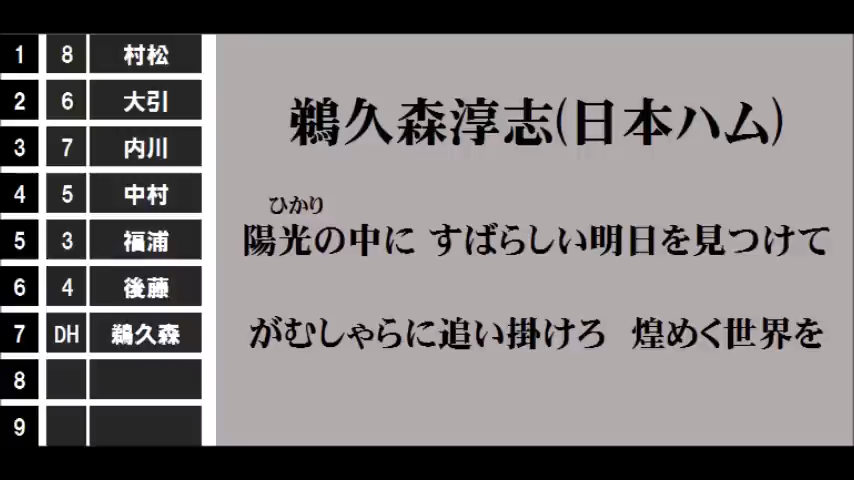 1 8 村松
2 6 大引
3 7 内川
4 5 中村
5 3 福浦
6 4 後藤
7 DH 鵜久森
8
9
鵜久森淳志(日本ハム)
ひかり
陽光の中に すばらしい明日を見つけて
がむしゃらに追い掛けろ 煌めく世界を